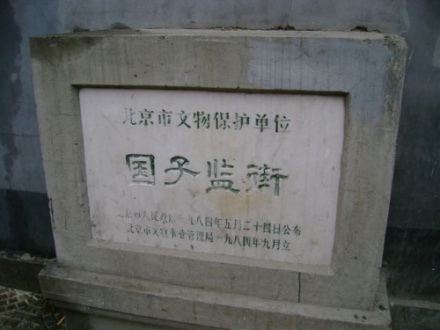 北京市文物保护单位
国子监街
北京市人民政府一九八四年五月二十四日公布
北京市文物事业管理局一九八四年九月立